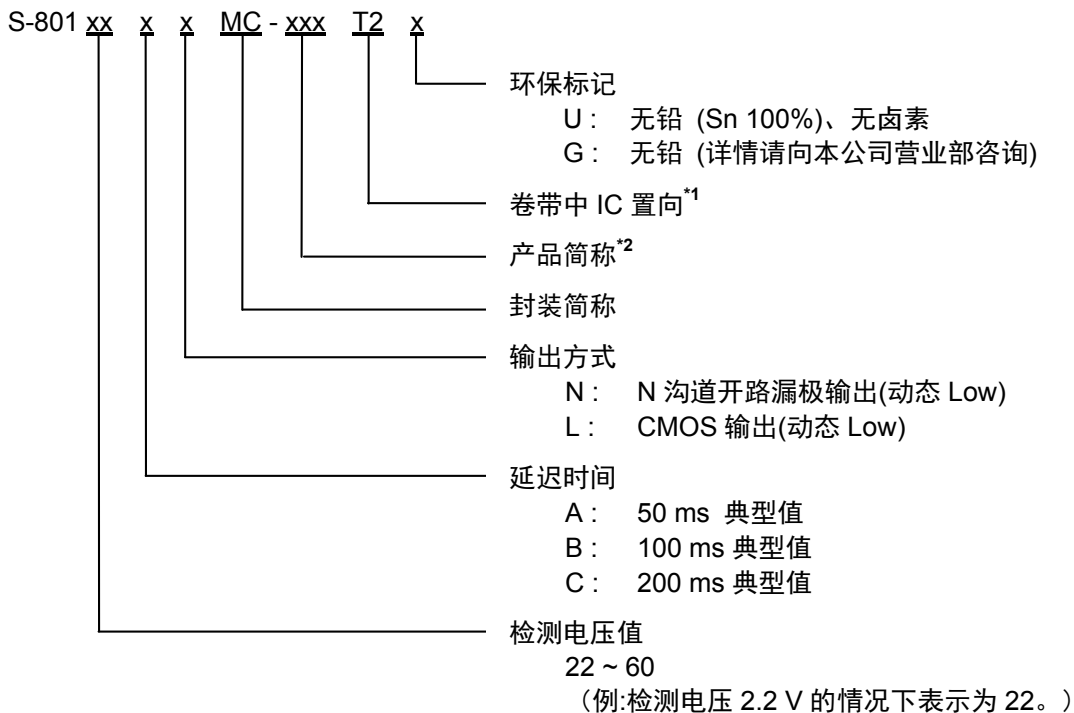 S-801 xx x x MC - xxx T2 x
环保标记
U : 无铅 (Sn 100%)、无卤素
G : 无铅 (详情请向本公司营业部咨询)
卷带中 IC 置向*1
产品简称*2
封装简称
输出方式
N : N 沟道开路漏极输出(动态 Low)
L : CMOS 输出(动态 Low)
延迟时间
A : 50 ms 典型值
B : 100 ms 典型值
C : 200 ms 典型值
检测电压值
22 ~ 60
（例:检测电压 2.2 V 的情况下表示为 22。）